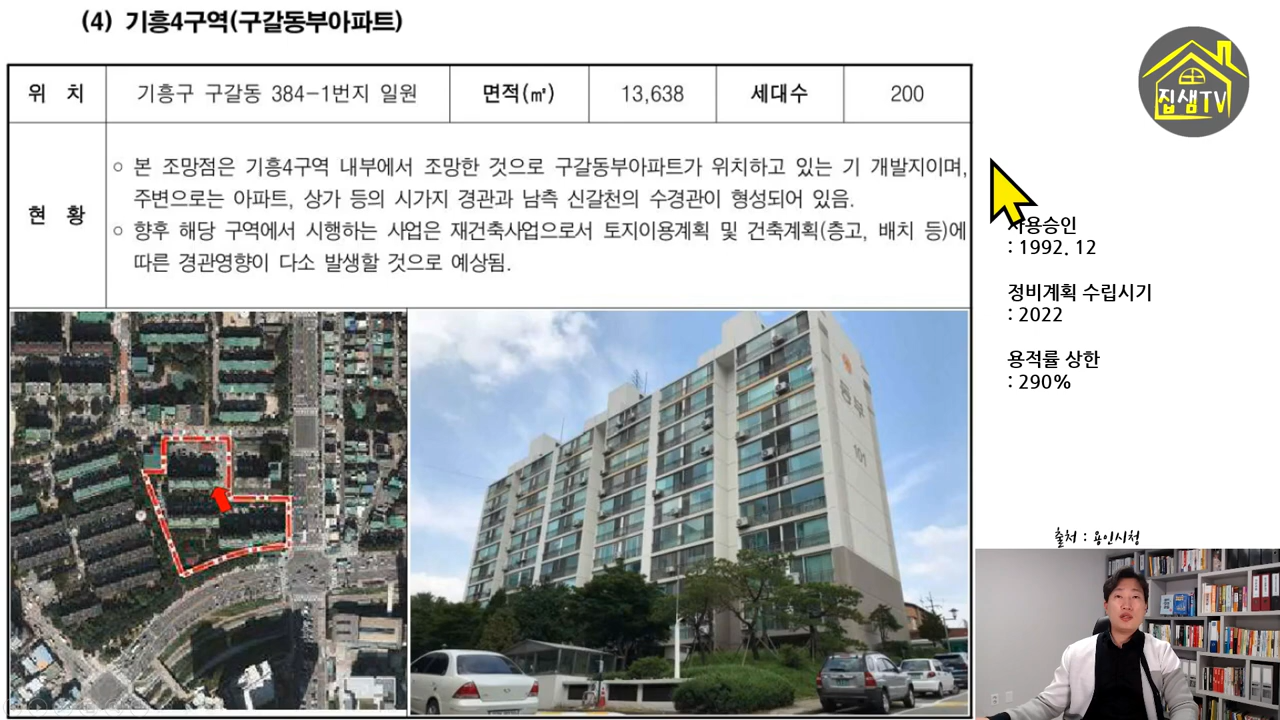 (4) 기흥4구역(구갈동부아파트)
위 치 기흥구 구갈동 384-1번지 일원 면적(㎡) 13,638 세대수 200
집샘TV
현 황
○ 본 조망점은 기흥4구역 내부에서 조망한 것으로 구갈동부아파트가 위치하고 있는 기 개발지이며,
주변으로는 아파트, 상가 등의 시가지 경관과 남측 신갈천의 수경관이 형성되어 있음.
○ 향후 해당 구역에서 시행하는 사업은 재건축사업으로서 토지이용계획 및 건축계획(층고, 배치 등)에
따른 경관영향이 다소 발생할 것으로 예상됨.
사용승인
: 1992. 12
정비계획 수립시기
: 2022
용적률 상한
: 290%
동부
101
출처 : 용인시청